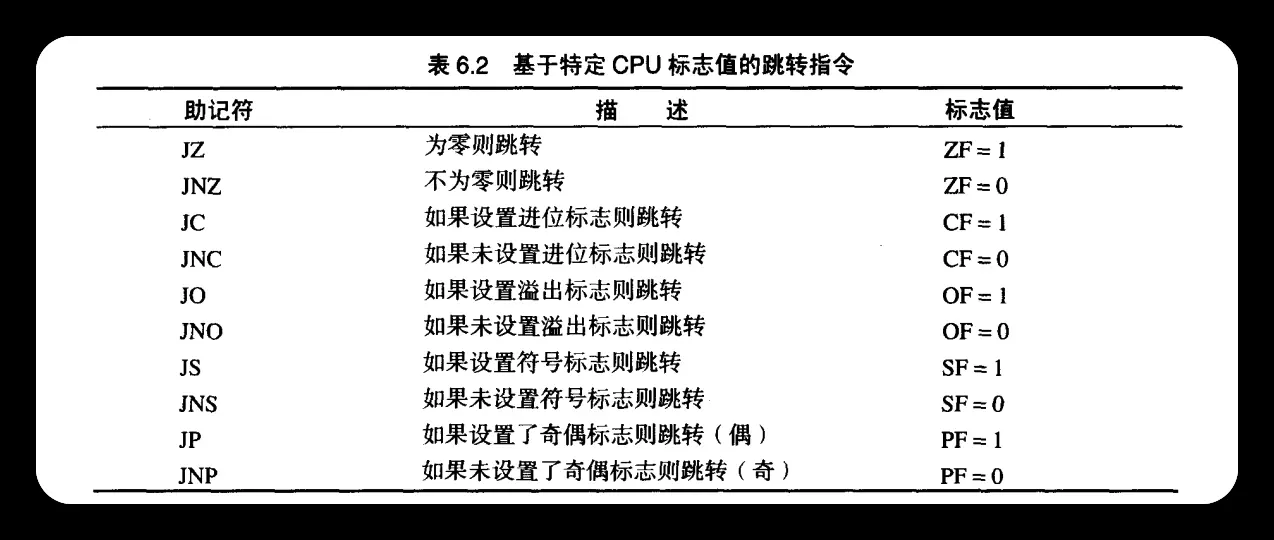 表6.2 基于特定CPU标志值的跳转指令
助记符 描 述 标志值
JZ 为零则跳转 ZF = 1
JNZ 不为零则跳转 ZF = 0
JC 如果设置进位标志则跳转 CF = 1
JNC 如果未设置进位标志则跳转 CF = 0
JO 如果设置溢出标志则跳转 OF = 1
JNO 如果未设置溢出标志则跳转 OF = 0
JS 如果设置符号标志则跳转 SF = 1
JNS 如果未设置符号标志则跳转 SF = 0
JP 如果设置了奇偶标志则跳转（偶） PF = 1
JNP 如果未设置了奇偶标志则跳转（奇） PF = 0